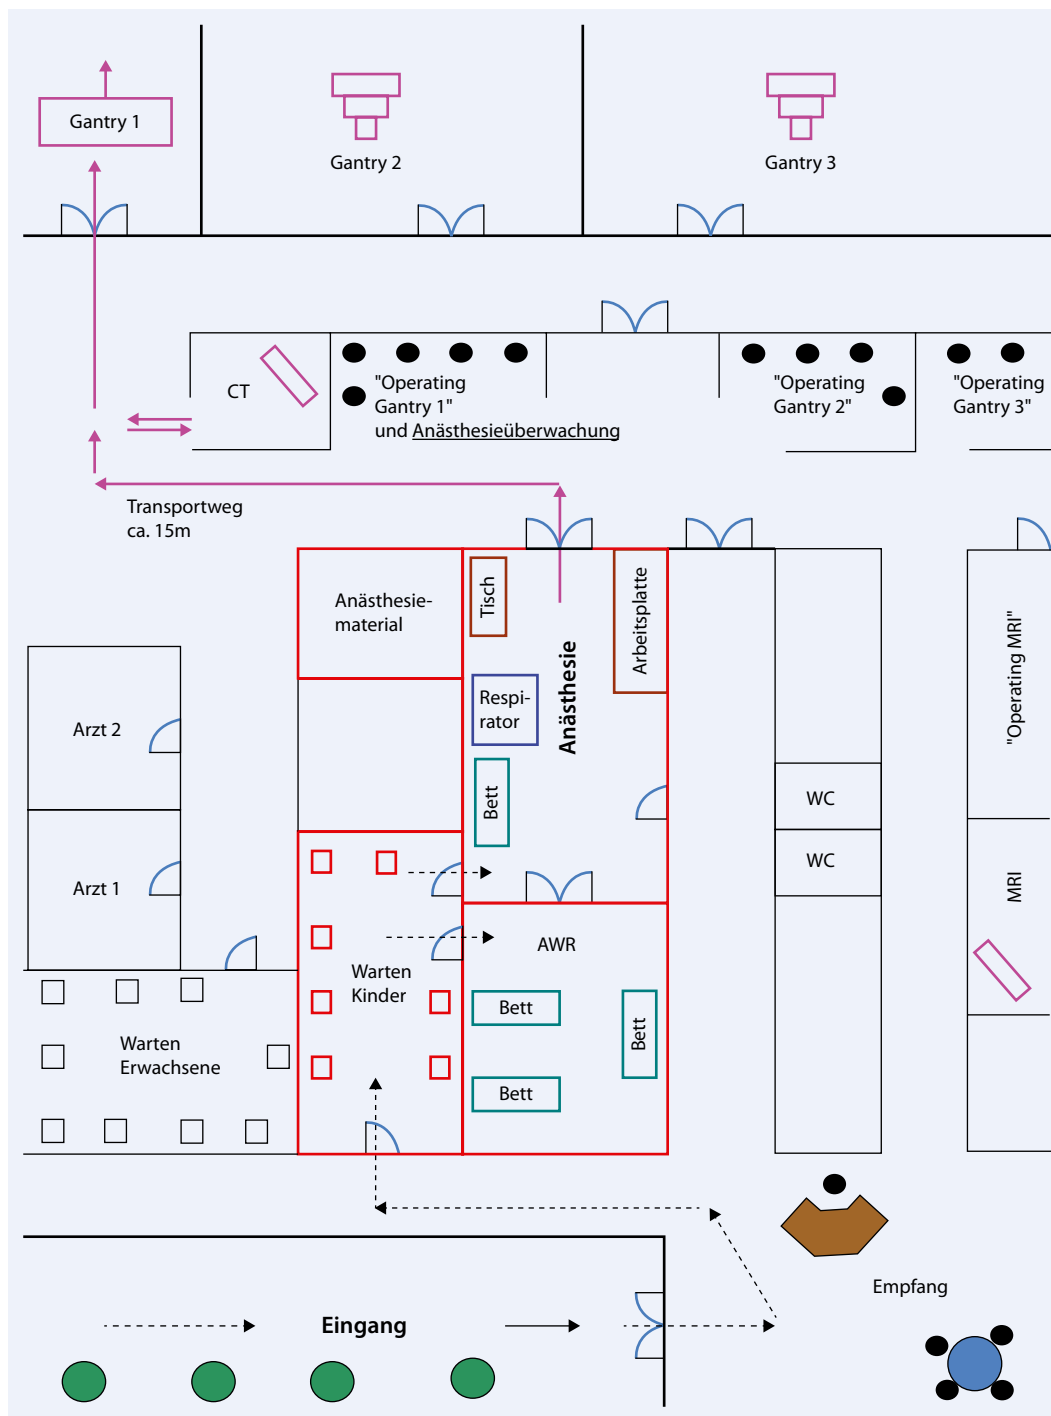 Gantry 1
Gantry 2
Gantry 3
CT
"Operating
Gantry 1"
und Anästhesieüberwachung
"Operating
Gantry 2"
"Operating
Gantry 3"
Transportweg
ca. 15m
Anästhesie-
material
Tisch
Arbeitsplatte
Anästhesie
Respi-
rator
Bett
"Operating MRI"
Arzt 2
WC
WC
Arzt 1
MRI
AWR
Warten
Kinder
Bett
Bett
Bett
Warten
Erwachsene
Empfang
Eingang